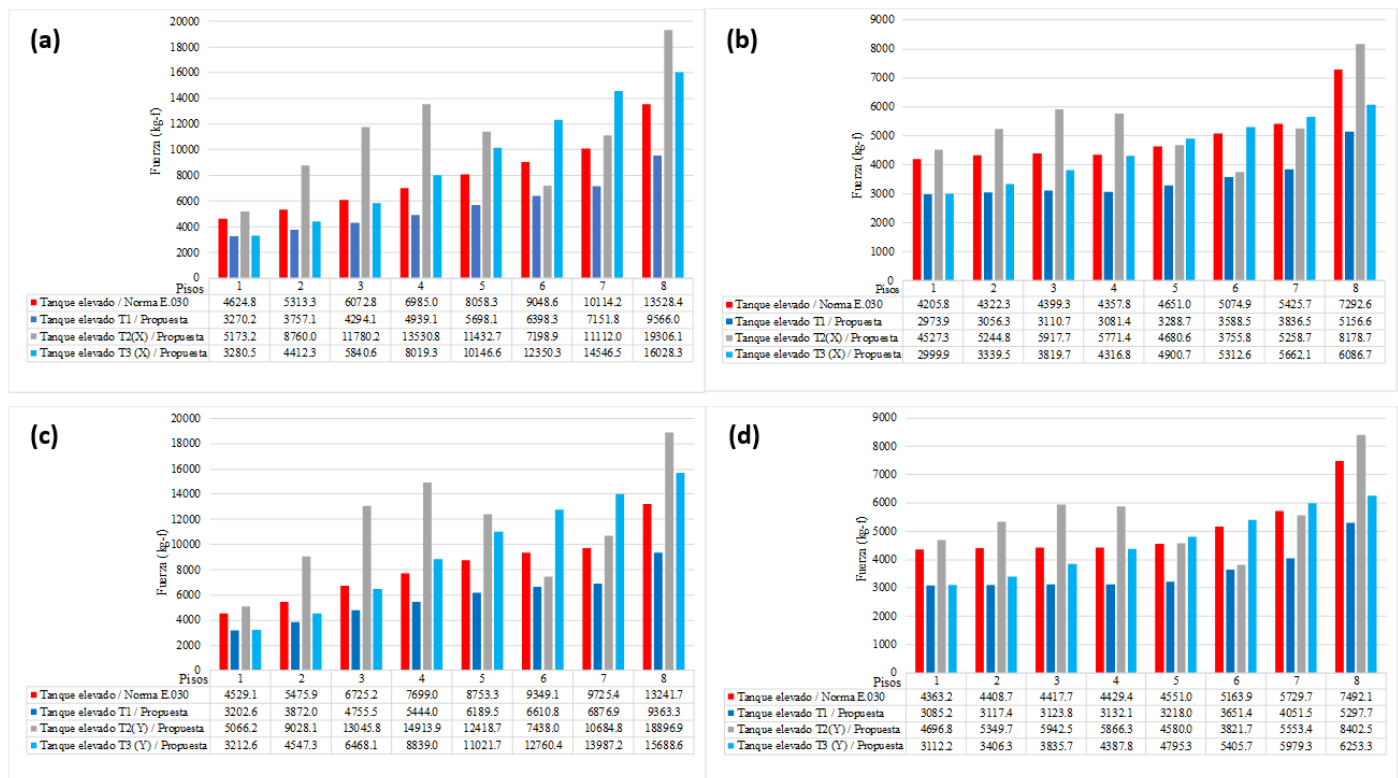 (a)
20000
18000
16000
14000
12000
10000
8000
6000
4000
2000
0
Fuerza (kg-f)
Pisos 1 2 3 4 5 6 7 8
Tanque elevado / Norma E.030 4624.8 5313.3 6072.8 6985.0 8058.3 9048.6 10114.2 13528.4
Tanque elevado T1 / Propuesta 3270.2 3757.1 4294.1 4939.1 5698.1 6398.3 7151.8 9566.0
Tanque elevado T2(X) / Propuesta 5173.2 8760.0 11780.2 13530.8 11432.7 7198.9 11112.0 19306.1
Tanque elevado T3 (X) / Propuesta 3280.5 4412.3 5840.6 8019.3 10146.6 12350.3 14546.5 16028.3
(b)
9000
8000
7000
6000
5000
4000
3000
2000
1000
0
Fuerza (kg-f)
Pisos 1 2 3 4 5 6 7 8
Tanque elevado / Norma E.030 4205.8 4322.3 4399.3 4357.8 4651.0 5074.9 5425.7 7292.6
Tanque elevado T1 / Propuesta 2973.9 3056.3 3110.7 3081.4 3288.7 3588.5 3836.5 5156.6
Tanque elevado T2(X) / Propuesta 4527.3 5244.8 5917.7 5771.4 4680.6 3755.8 5258.7 8178.7
Tanque elevado T3 (X) / Propuesta 2999.9 3339.5 3819.7 4316.8 4900.7 5312.6 5662.1 6086.7
(c)
20000
18000
16000
14000
12000
10000
8000
6000
4000
2000
0
Fuerza (kg-f)
Pisos 1 2 3 4 5 6 7 8
Tanque elevado / Norma E.030 4529.1 5475.9 6725.2 7699.0 8753.3 9349.1 9725.4 13241.7
Tanque elevado T1 / Propuesta 3202.6 3872.0 4755.5 5444.0 6189.5 6610.8 6876.9 9363.3
Tanque elevado T2(Y) / Propuesta 5066.2 9028.1 13045.8 14913.9 12418.7 7438.0 10684.8 18896.9
Tanque elevado T3 (Y) / Propuesta 3212.6 4547.3 6468.1 8839.0 11021.7 12760.4 13987.2 15688.6
(d)
9000
8000
7000
6000
5000
4000
3000
2000
1000
0
Fuerza (kg-f)
Pisos 1 2 3 4 5 6 7 8
Tanque elevado / Norma E.030 4363.2 4408.7 4417.7 4429.4 4551.0 5163.9 5729.7 7492.1
Tanque elevado T1 / Propuesta 3085.2 3117.4 3123.8 3132.1 3218.0 3651.4 4051.5 5297.7
Tanque elevado T2(Y) / Propuesta 4696.8 5349.7 5942.5 5866.3 4580.0 3821.7 5553.4 8402.5
Tanque elevado T3 (Y) / Propuesta 3112.2 3406.3 3835.7 4387.8 4795.3 5405.7 5979.3 6253.3